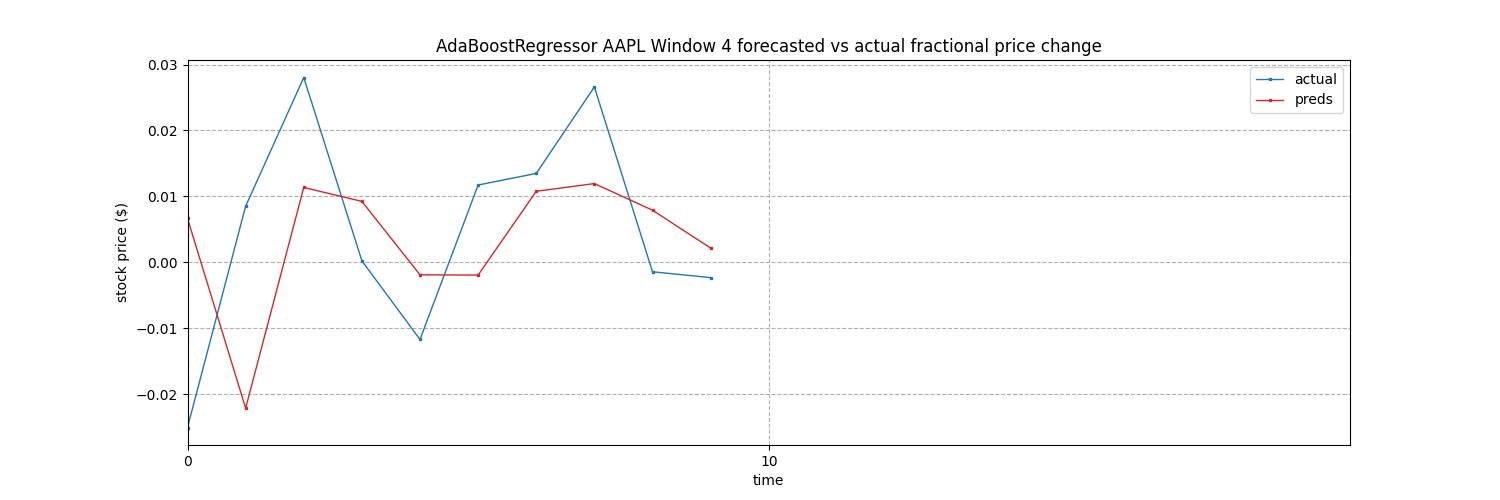 AdaBoostRegressor AAPL Window 4 forecasted vs actual fractional price change
actual
preds
stock price ($)
0.03
0.02
0.01
0.00
−0.01
−0.02
0
10
time